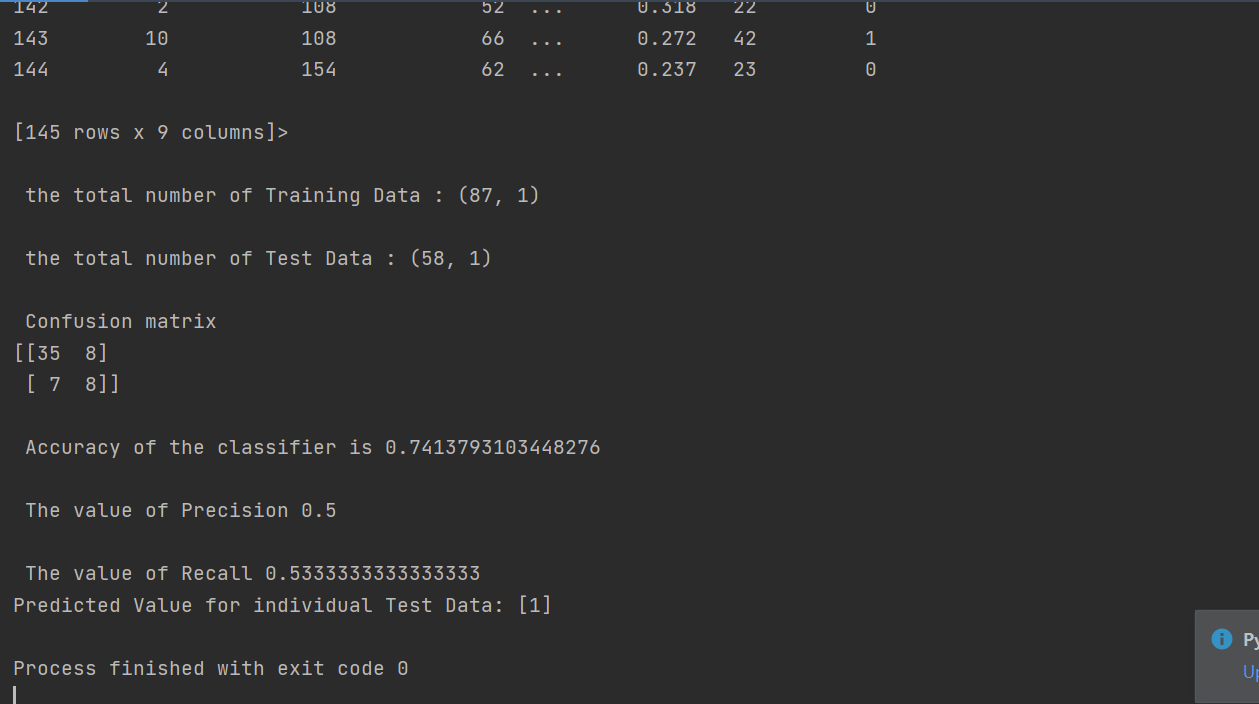 142 2 108 52 ... 0.318 22 0
143 10 108 66 ... 0.272 42 1
144 4 154 62 ... 0.237 23 0
[145 rows x 9 columns]>
the total number of Training Data : (87, 1)
the total number of Test Data : (58, 1)
Confusion matrix
[[35  8]
 [ 7  8]]
Accuracy of the classifier is 0.7413793103448276
The value of Precision 0.5
The value of Recall 0.5333333333333333
Predicted Value for individual Test Data: [1]
Process finished with exit code 0